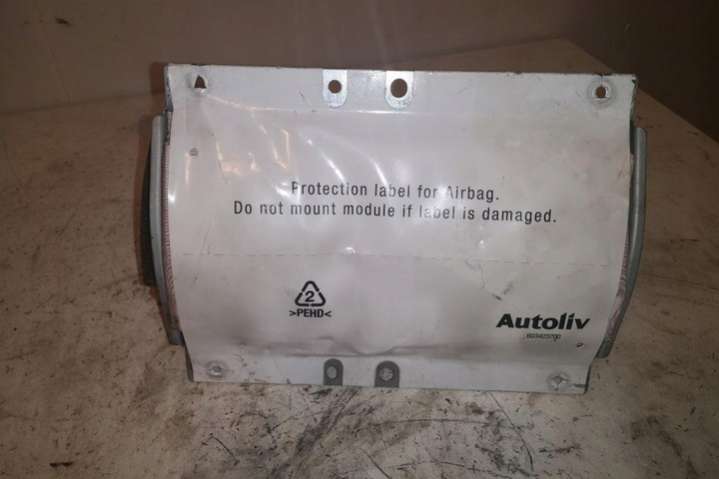 Protection label for Airbag.
Do not mount module if label is damaged.
2
>PEHD<
Autoliv